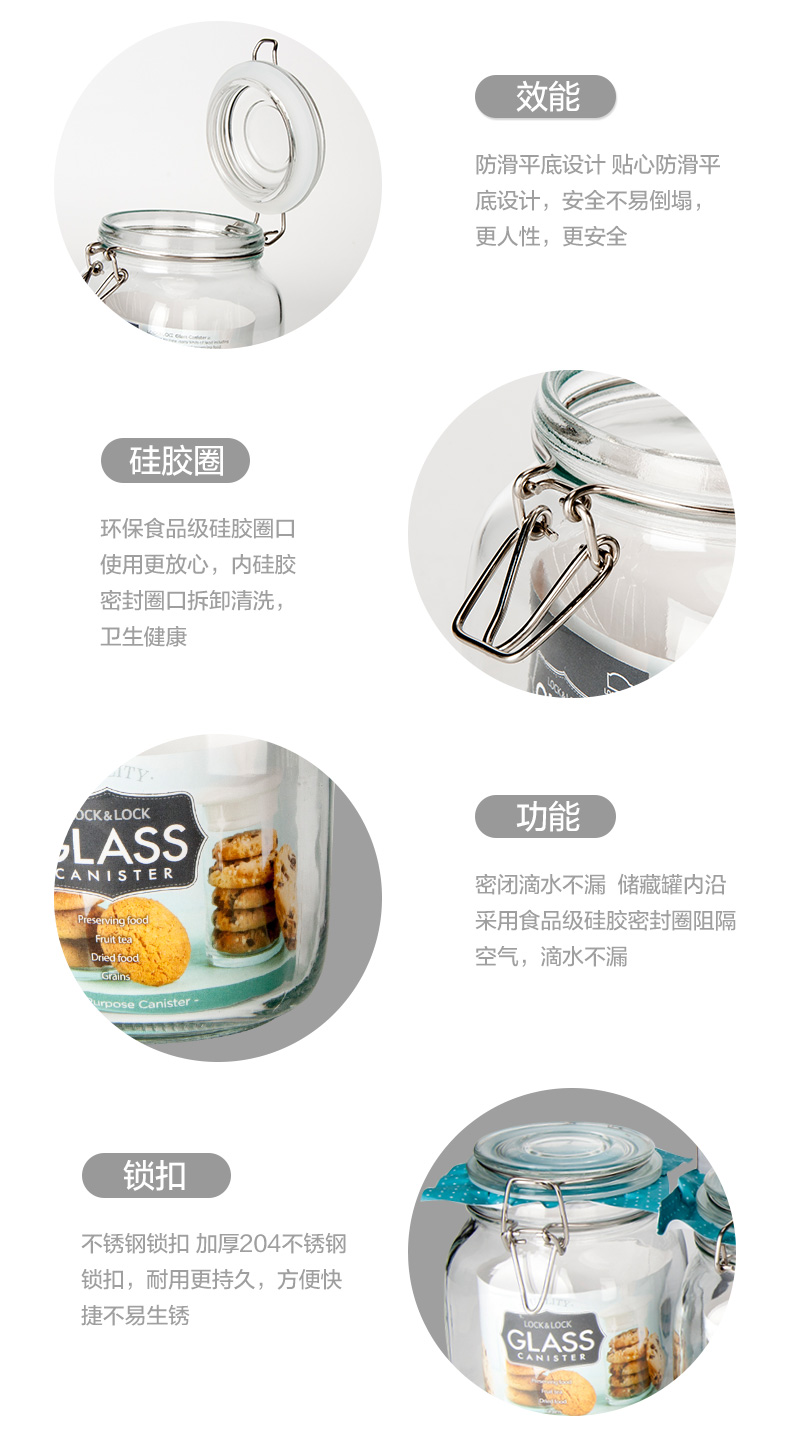 效能
防滑平底设计 贴心防滑平
底设计，安全不易倒塌，
更人性，更安全
硅胶圈
环保食品级硅胶圈口
使用更放心，内硅胶
密封圈口拆卸清洗，
卫生健康
LOCK&LOCK
GLASS
CANISTER
Preserving food
Fruit tea
Dried food
Grains
urpose Canister -
功能
密闭滴水不漏 储藏罐内沿
采用食品级硅胶密封圈阻隔
空气，滴水不漏
锁扣
不锈钢锁扣 加厚204不锈钢
锁扣，耐用更持久，方便快
捷不易生锈
LOCK&LOCK
GLASS
CANISTER
Preserving food
Fruit tea
Dried food